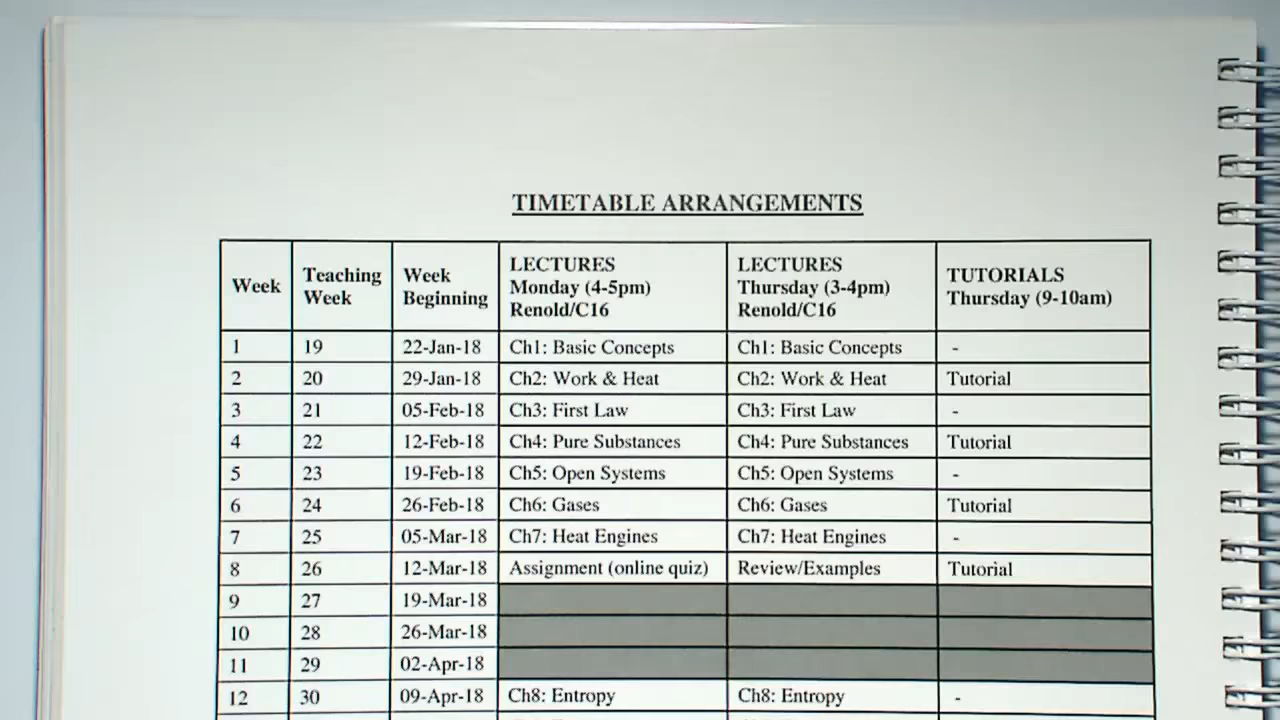 TIMETABLE ARRANGEMENTS
Week Teaching Week Week Beginning LECTURES Monday (4-5pm) Renold/C16 LECTURES Thursday (3-4pm) Renold/C16 TUTORIALS Thursday (9-10am)
1 19 22-Jan-18 Ch1: Basic Concepts Ch1: Basic Concepts -
2 20 29-Jan-18 Ch2: Work & Heat Ch2: Work & Heat Tutorial
3 21 05-Feb-18 Ch3: First Law Ch3: First Law -
4 22 12-Feb-18 Ch4: Pure Substances Ch4: Pure Substances Tutorial
5 23 19-Feb-18 Ch5: Open Systems Ch5: Open Systems -
6 24 26-Feb-18 Ch6: Gases Ch6: Gases Tutorial
7 25 05-Mar-18 Ch7: Heat Engines Ch7: Heat Engines -
8 26 12-Mar-18 Assignment (online quiz) Review/Examples Tutorial
9 27 19-Mar-18
10 28 26-Mar-18
11 29 02-Apr-18
12 30 09-Apr-18 Ch8: Entropy Ch8: Entropy -